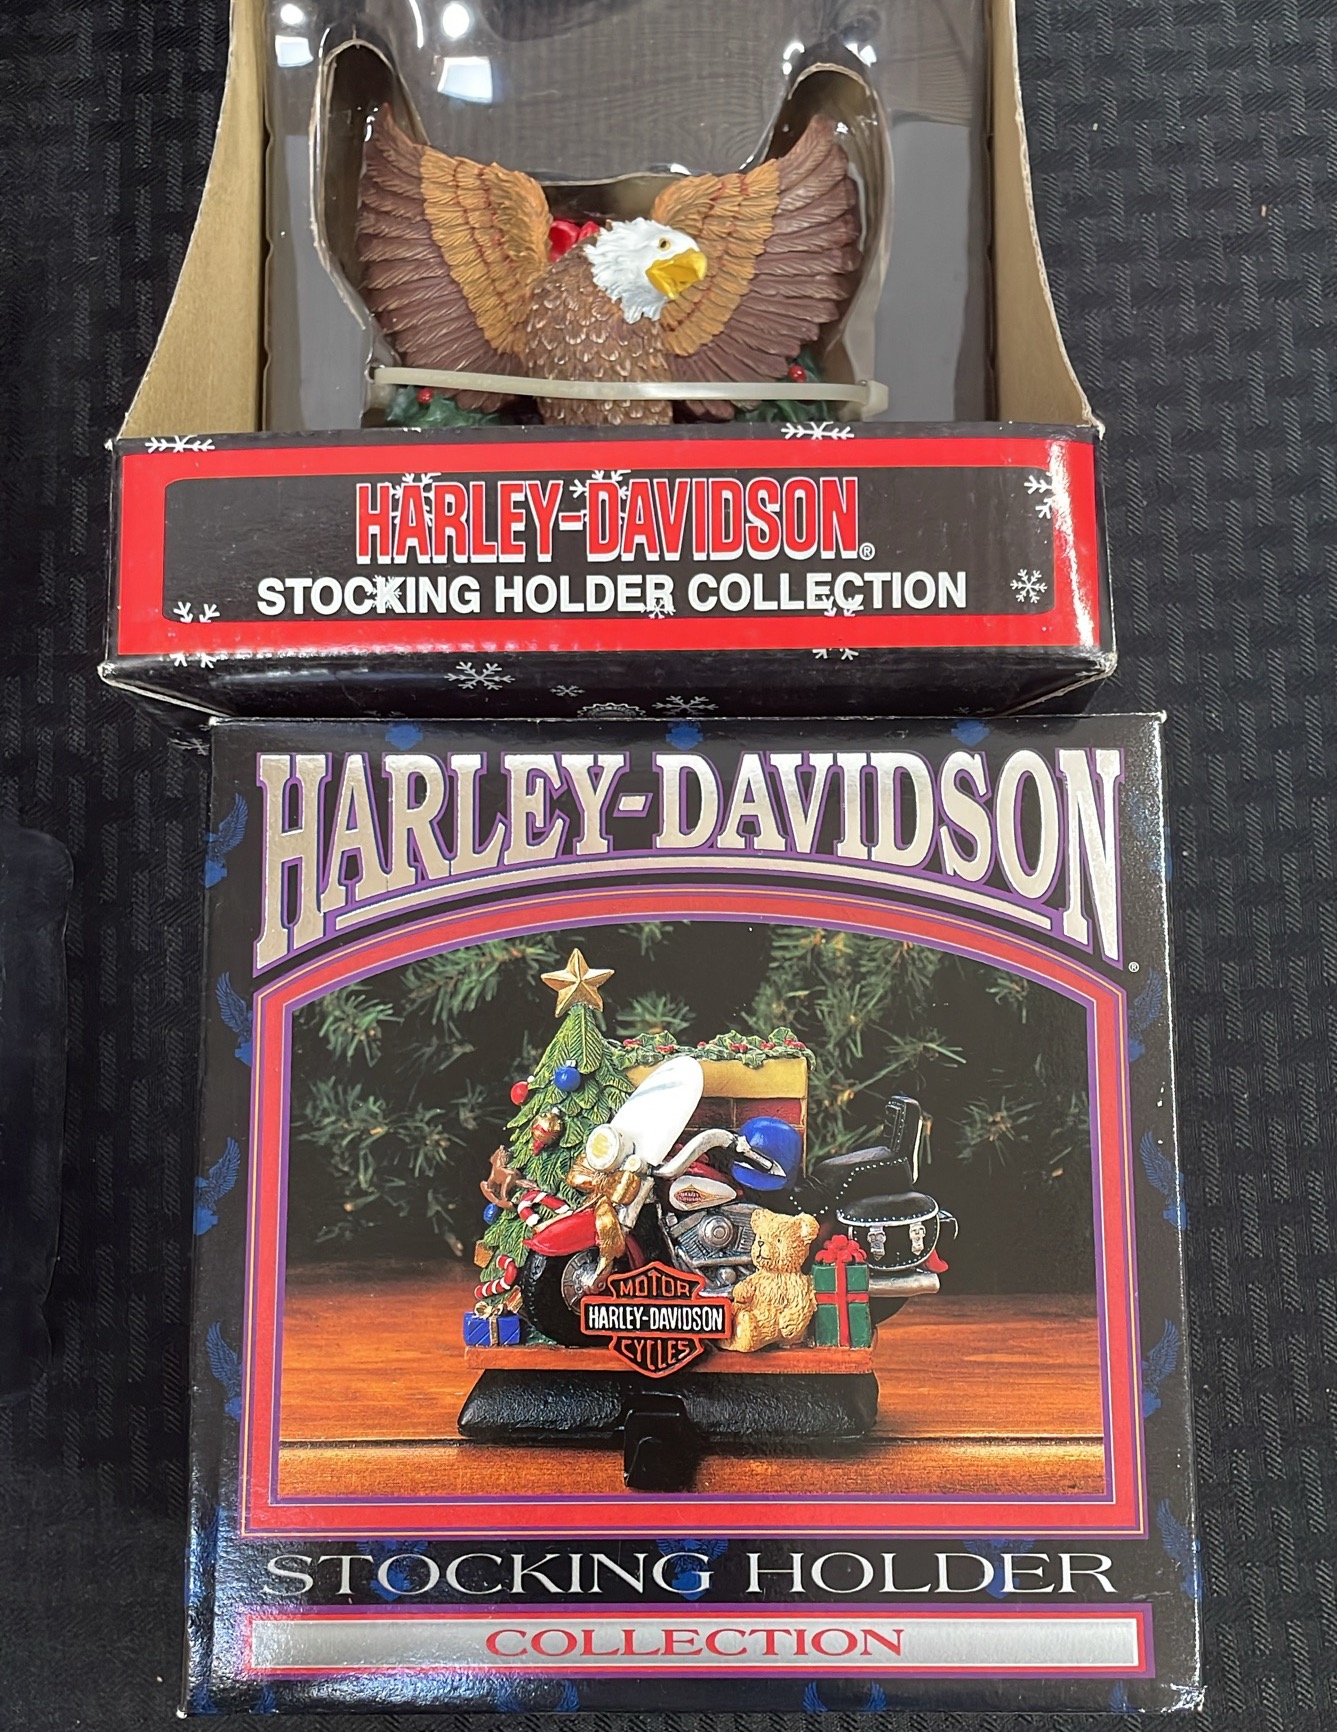 HARLEY-DAVIDSON®
STOCKING HOLDER COLLECTION
HARLEY-DAVIDSON®
MOTOR
HARLEY-DAVIDSON
CYCLES
STOCKING HOLDER
COLLECTION